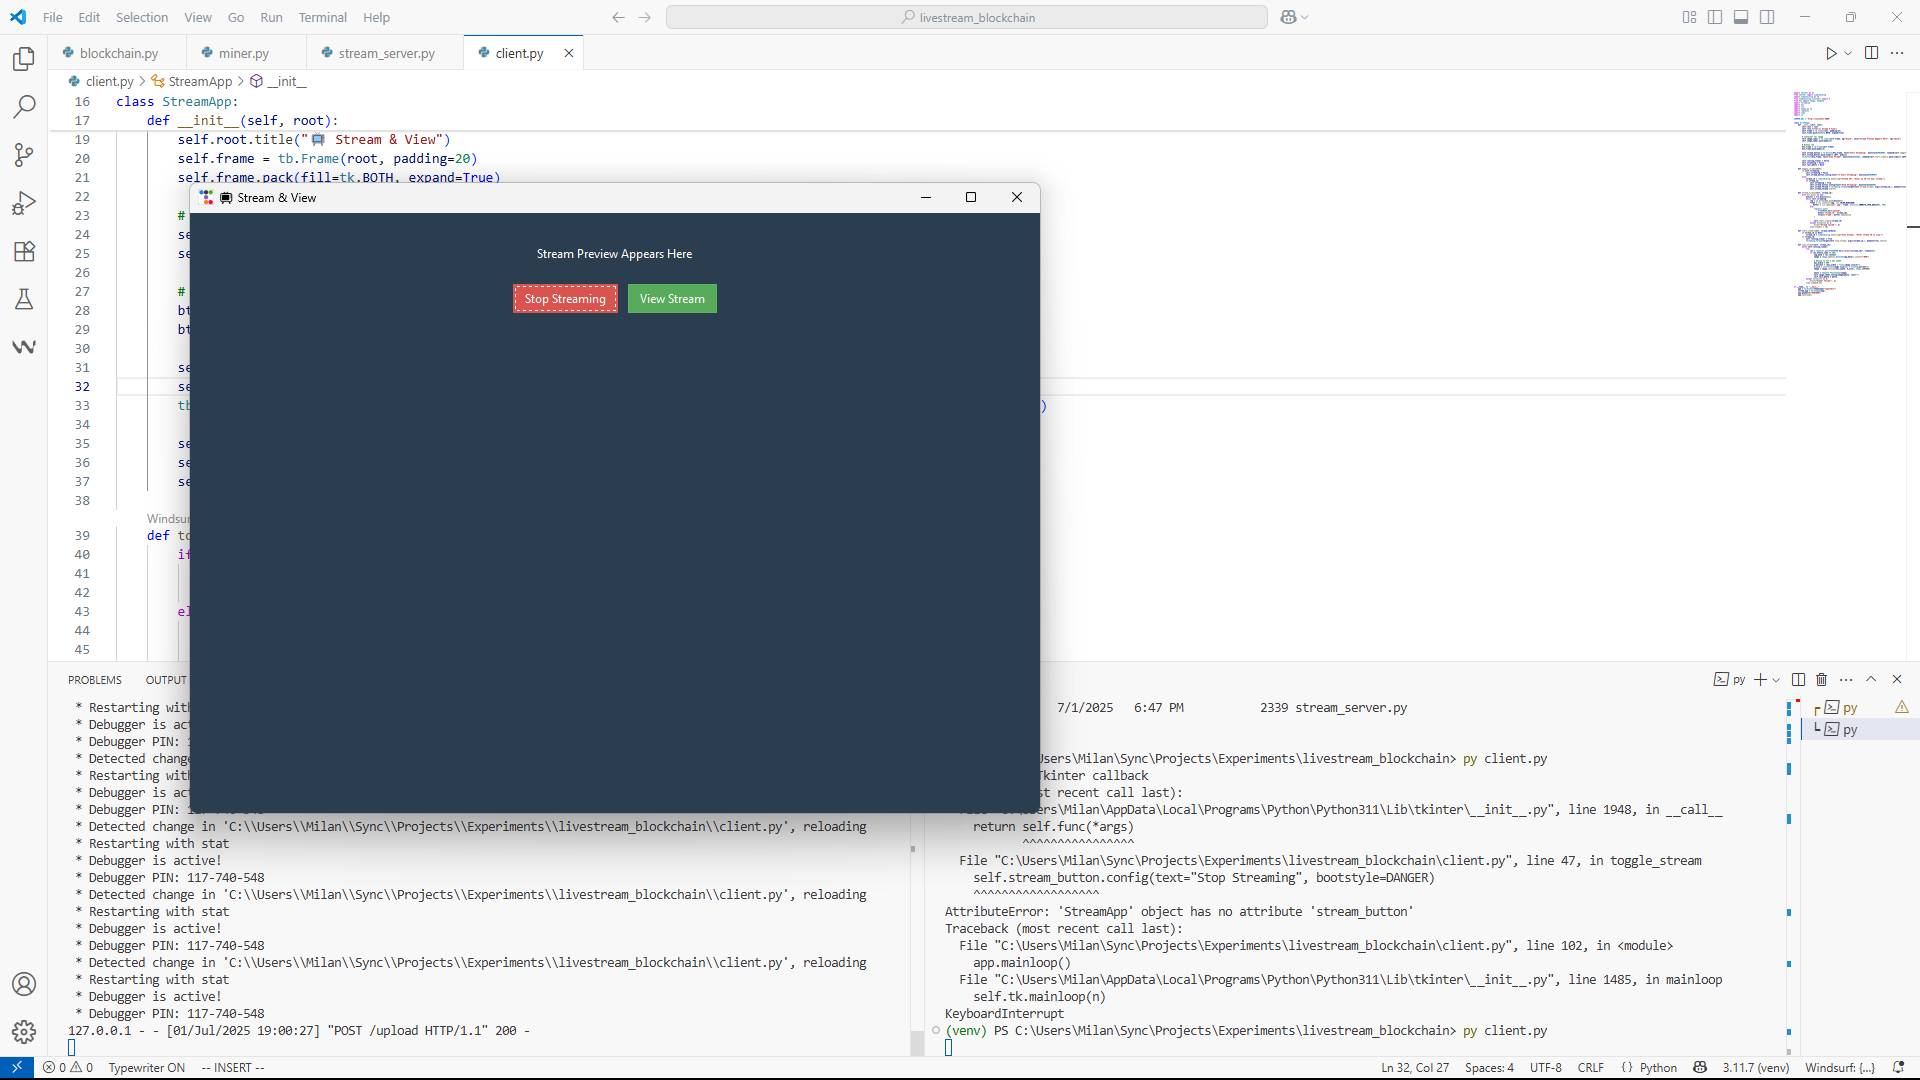 File Edit Selection View Go Run Terminal Help
livestream_blockchain
blockchain.py miner.py stream_server.py client.py
client.py > StreamApp > __init__
16 class StreamApp:
17 def __init__(self, root):
19 self.root.title("📺 Stream & View")
20 self.frame = tb.Frame(root, padding=20)
21 self.frame.pack(fill=tk.BOTH, expand=True)
22
23 #
24 se
25 se
26
27 #
28 bt
29 bt
30
31 se
32 se
33 tb )
34
35 se
36 se
37 se
38
Windsur
39 def to
40 if
41
42
43 el
44
45
Stream & View
Stream Preview Appears Here
Stop Streaming View Stream
PROBLEMS OUTPUT
py
* Restarting wit
* Debugger is act
* Debugger PIN: 1
* Detected change
* Restarting wit
* Debugger is act
* Debugger PIN:
* Detected change in 'C:\\Users\\Milan\\Sync\\Projects\\Experiments\\livestream_blockchain\\client.py', reloading
* Restarting with stat
* Debugger is active!
* Debugger PIN: 117-740-548
* Detected change in 'C:\\Users\\Milan\\Sync\\Projects\\Experiments\\livestream_blockchain\\client.py', reloading
* Restarting with stat
* Debugger is active!
* Debugger PIN: 117-740-548
* Detected change in 'C:\\Users\\Milan\\Sync\\Projects\\Experiments\\livestream_blockchain\\client.py', reloading
* Restarting with stat
* Debugger is active!
* Debugger PIN: 117-740-548
127.0.0.1 - - [01/Jul/2025 19:00:27] "POST /upload HTTP/1.1" 200 -
7/1/2025 6:47 PM 2339 stream_server.py
sers\Milan\Sync\Projects\Experiments\livestream_blockchain> py client.py
Tkinter callback
st recent call last):
sers\Milan\AppData\Local\Programs\Python\Python311\Lib\tkinter\__init__.py", line 1948, in __call__
return self.func(*args)
^^^^^^^^^^^^^^^^
File "C:\Users\Milan\Sync\Projects\Experiments\livestream_blockchain\client.py", line 47, in toggle_stream
self.stream_button.config(text="Stop Streaming", bootstyle=DANGER)
^^^^^^^^^^^^^^^^^^
AttributeError: 'StreamApp' object has no attribute 'stream_button'
Traceback (most recent call last):
File "C:\Users\Milan\Sync\Projects\Experiments\livestream_blockchain\client.py", line 102, in <module>
app.mainloop()
File "C:\Users\Milan\AppData\Local\Programs\Python\Python311\Lib\tkinter\__init__.py", line 1485, in mainloop
self.tk.mainloop(n)
KeyboardInterrupt
(venv) PS C:\Users\Milan\Sync\Projects\Experiments\livestream_blockchain> py client.py
py
py
0 0 Typewriter ON -- INSERT --
Ln 32, Col 27 Spaces: 4 UTF-8 CRLF { } Python 3.11.7 (venv) Windsurf: {...}